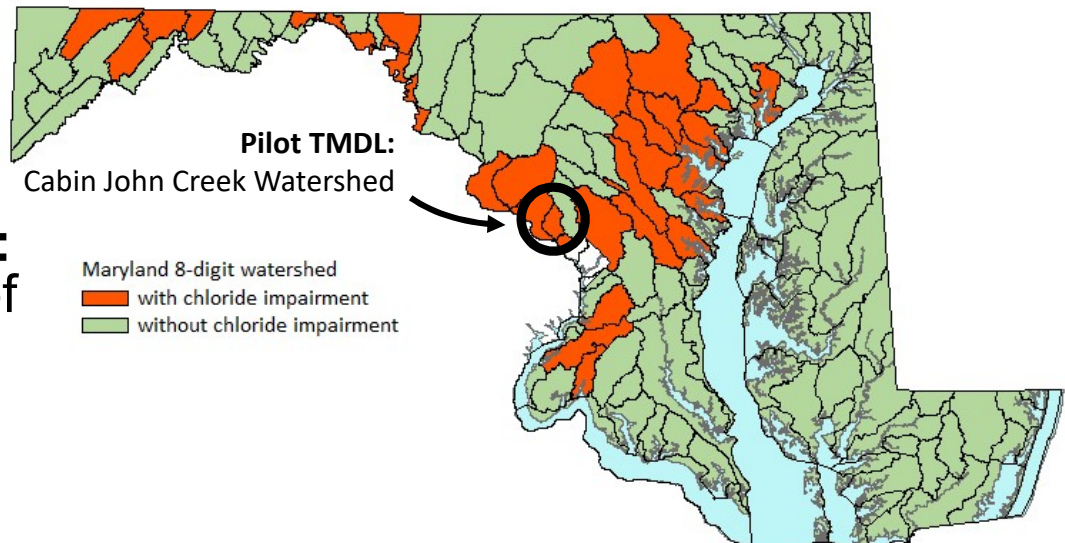 Pilot TMDL:
Cabin John Creek Watershed
:
f
Maryland 8-digit watershed
with chloride impairment
without chloride impairment